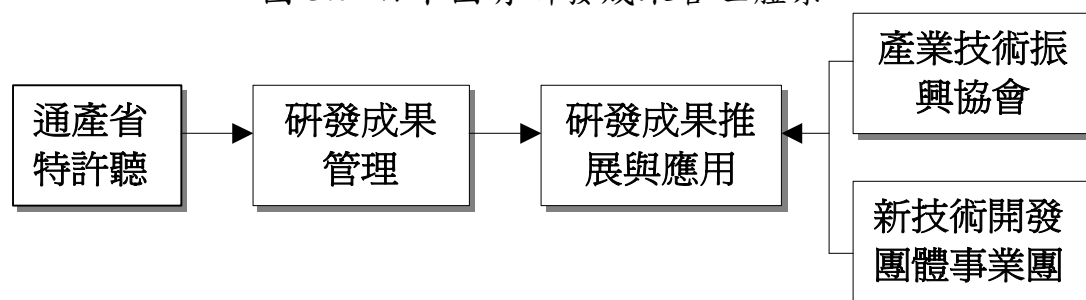 通產省
特許聽
研發成果
管理
研發成果推
展與應用
產業技術振
興協會
新技術開發
團體事業團